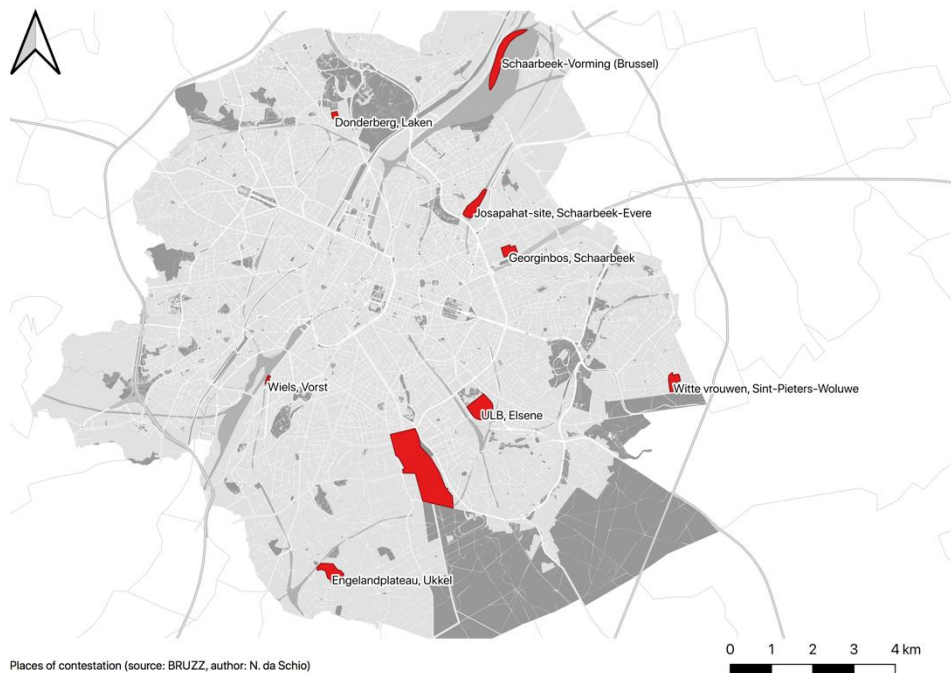 Schaarbeek-Vorming (Brussel)
Donderberg, Laken
Josapahat-site, Schaarbeek-Evere
Georginbos, Schaarbeek
Wiels, Vorst
Witte vrouwen, Sint-Pieters-Woluwe
ULB, Elsene
Engelandplateau, Ukkel
Places of contestation (source: BRUZZ, author: N. da Schio)
0 1 2 3 4 km